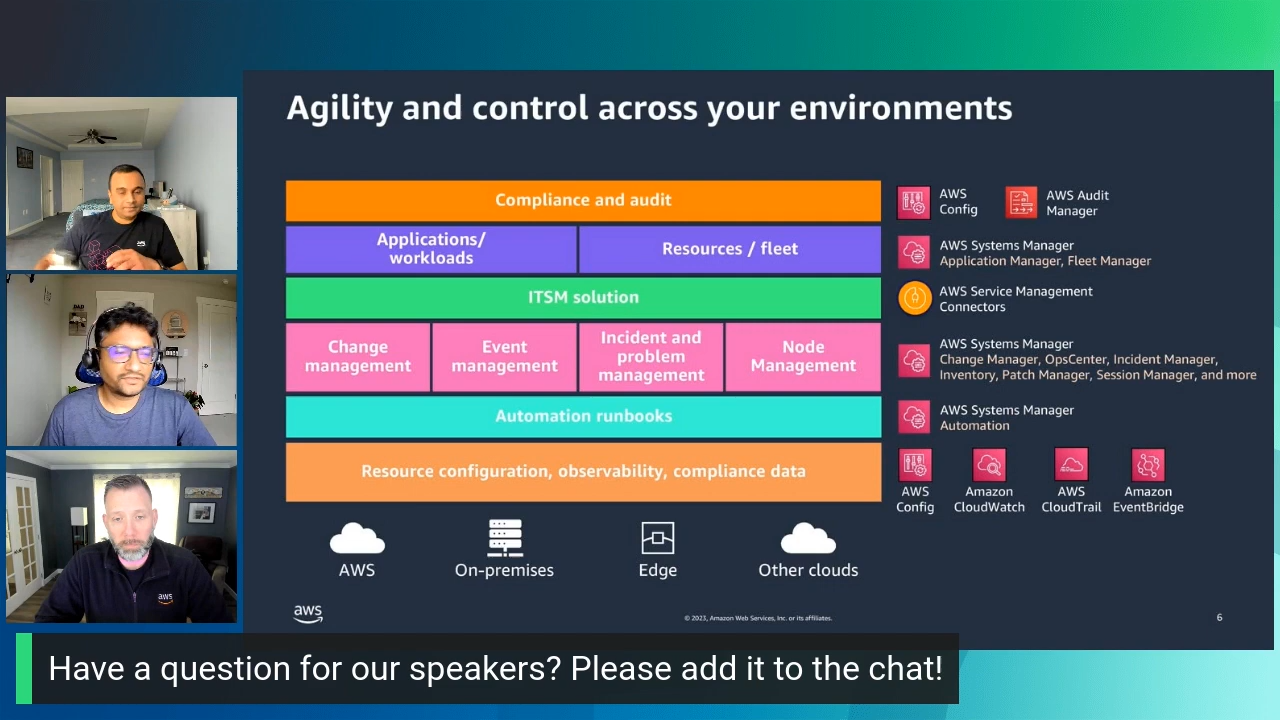 Agility and control across your environments
Compliance and audit
AWS
Config
AWS Audit
Manager
Applications/
workloads
Resources / fleet
AWS Systems Manager
Application Manager, Fleet Manager
ITSM solution
AWS Service Management
Connectors
Change
management
Event
management
Incident and
problem
management
Node
Management
AWS Systems Manager
Change Manager, OpsCenter, Incident Manager,
Inventory, Patch Manager, Session Manager, and more
Automation runbooks
AWS Systems Manager
Automation
Resource configuration, observability, compliance data
AWS
Config
Amazon
CloudWatch
AWS
CloudTrail
Amazon
EventBridge
AWS
On-premises
Edge
Other clouds
aws
© 2023, Amazon Web Services, Inc. or its affiliates.
6
aws
Have a question for our speakers? Please add it to the chat!